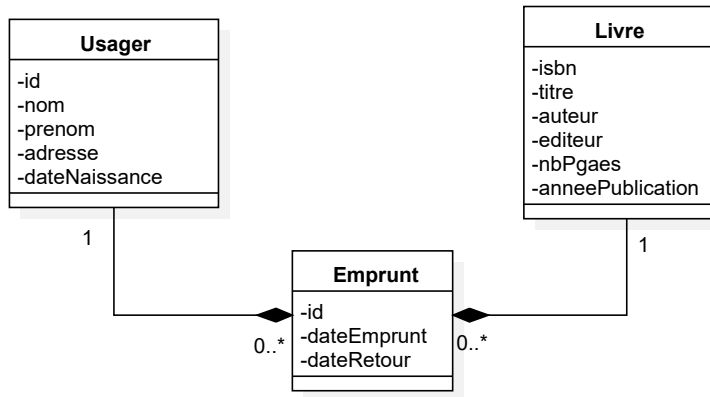 Usager
-id
-nom
-prenom
-adresse
-dateNaissance
Livre
-isbn
-titre
-auteur
-editeur
-nbPgaes
-anneePublication
1
1
Emprunt
-id
-dateEmprunt
-dateRetour
0..*
0..*